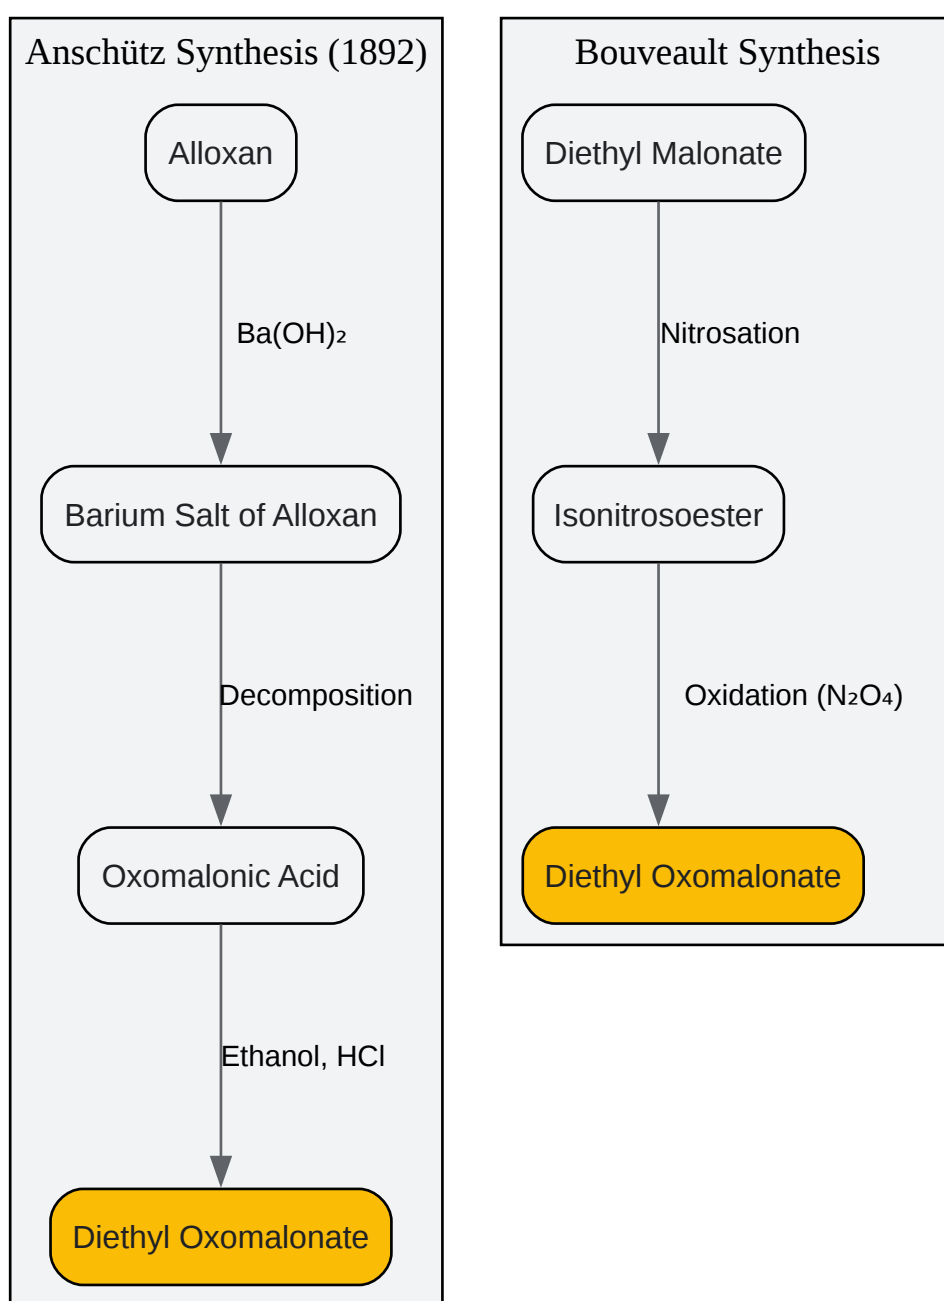 Anschütz Synthesis (1892)
Alloxan
Ba(OH)₂
Barium Salt of Alloxan
Decomposition
Oxomalonic Acid
Ethanol, HCl
Diethyl Oxomalonate
Bouveault Synthesis
Diethyl Malonate
Nitrosation
Isonitrosoester
Oxidation (N₂O₄)
Diethyl Oxomalonate